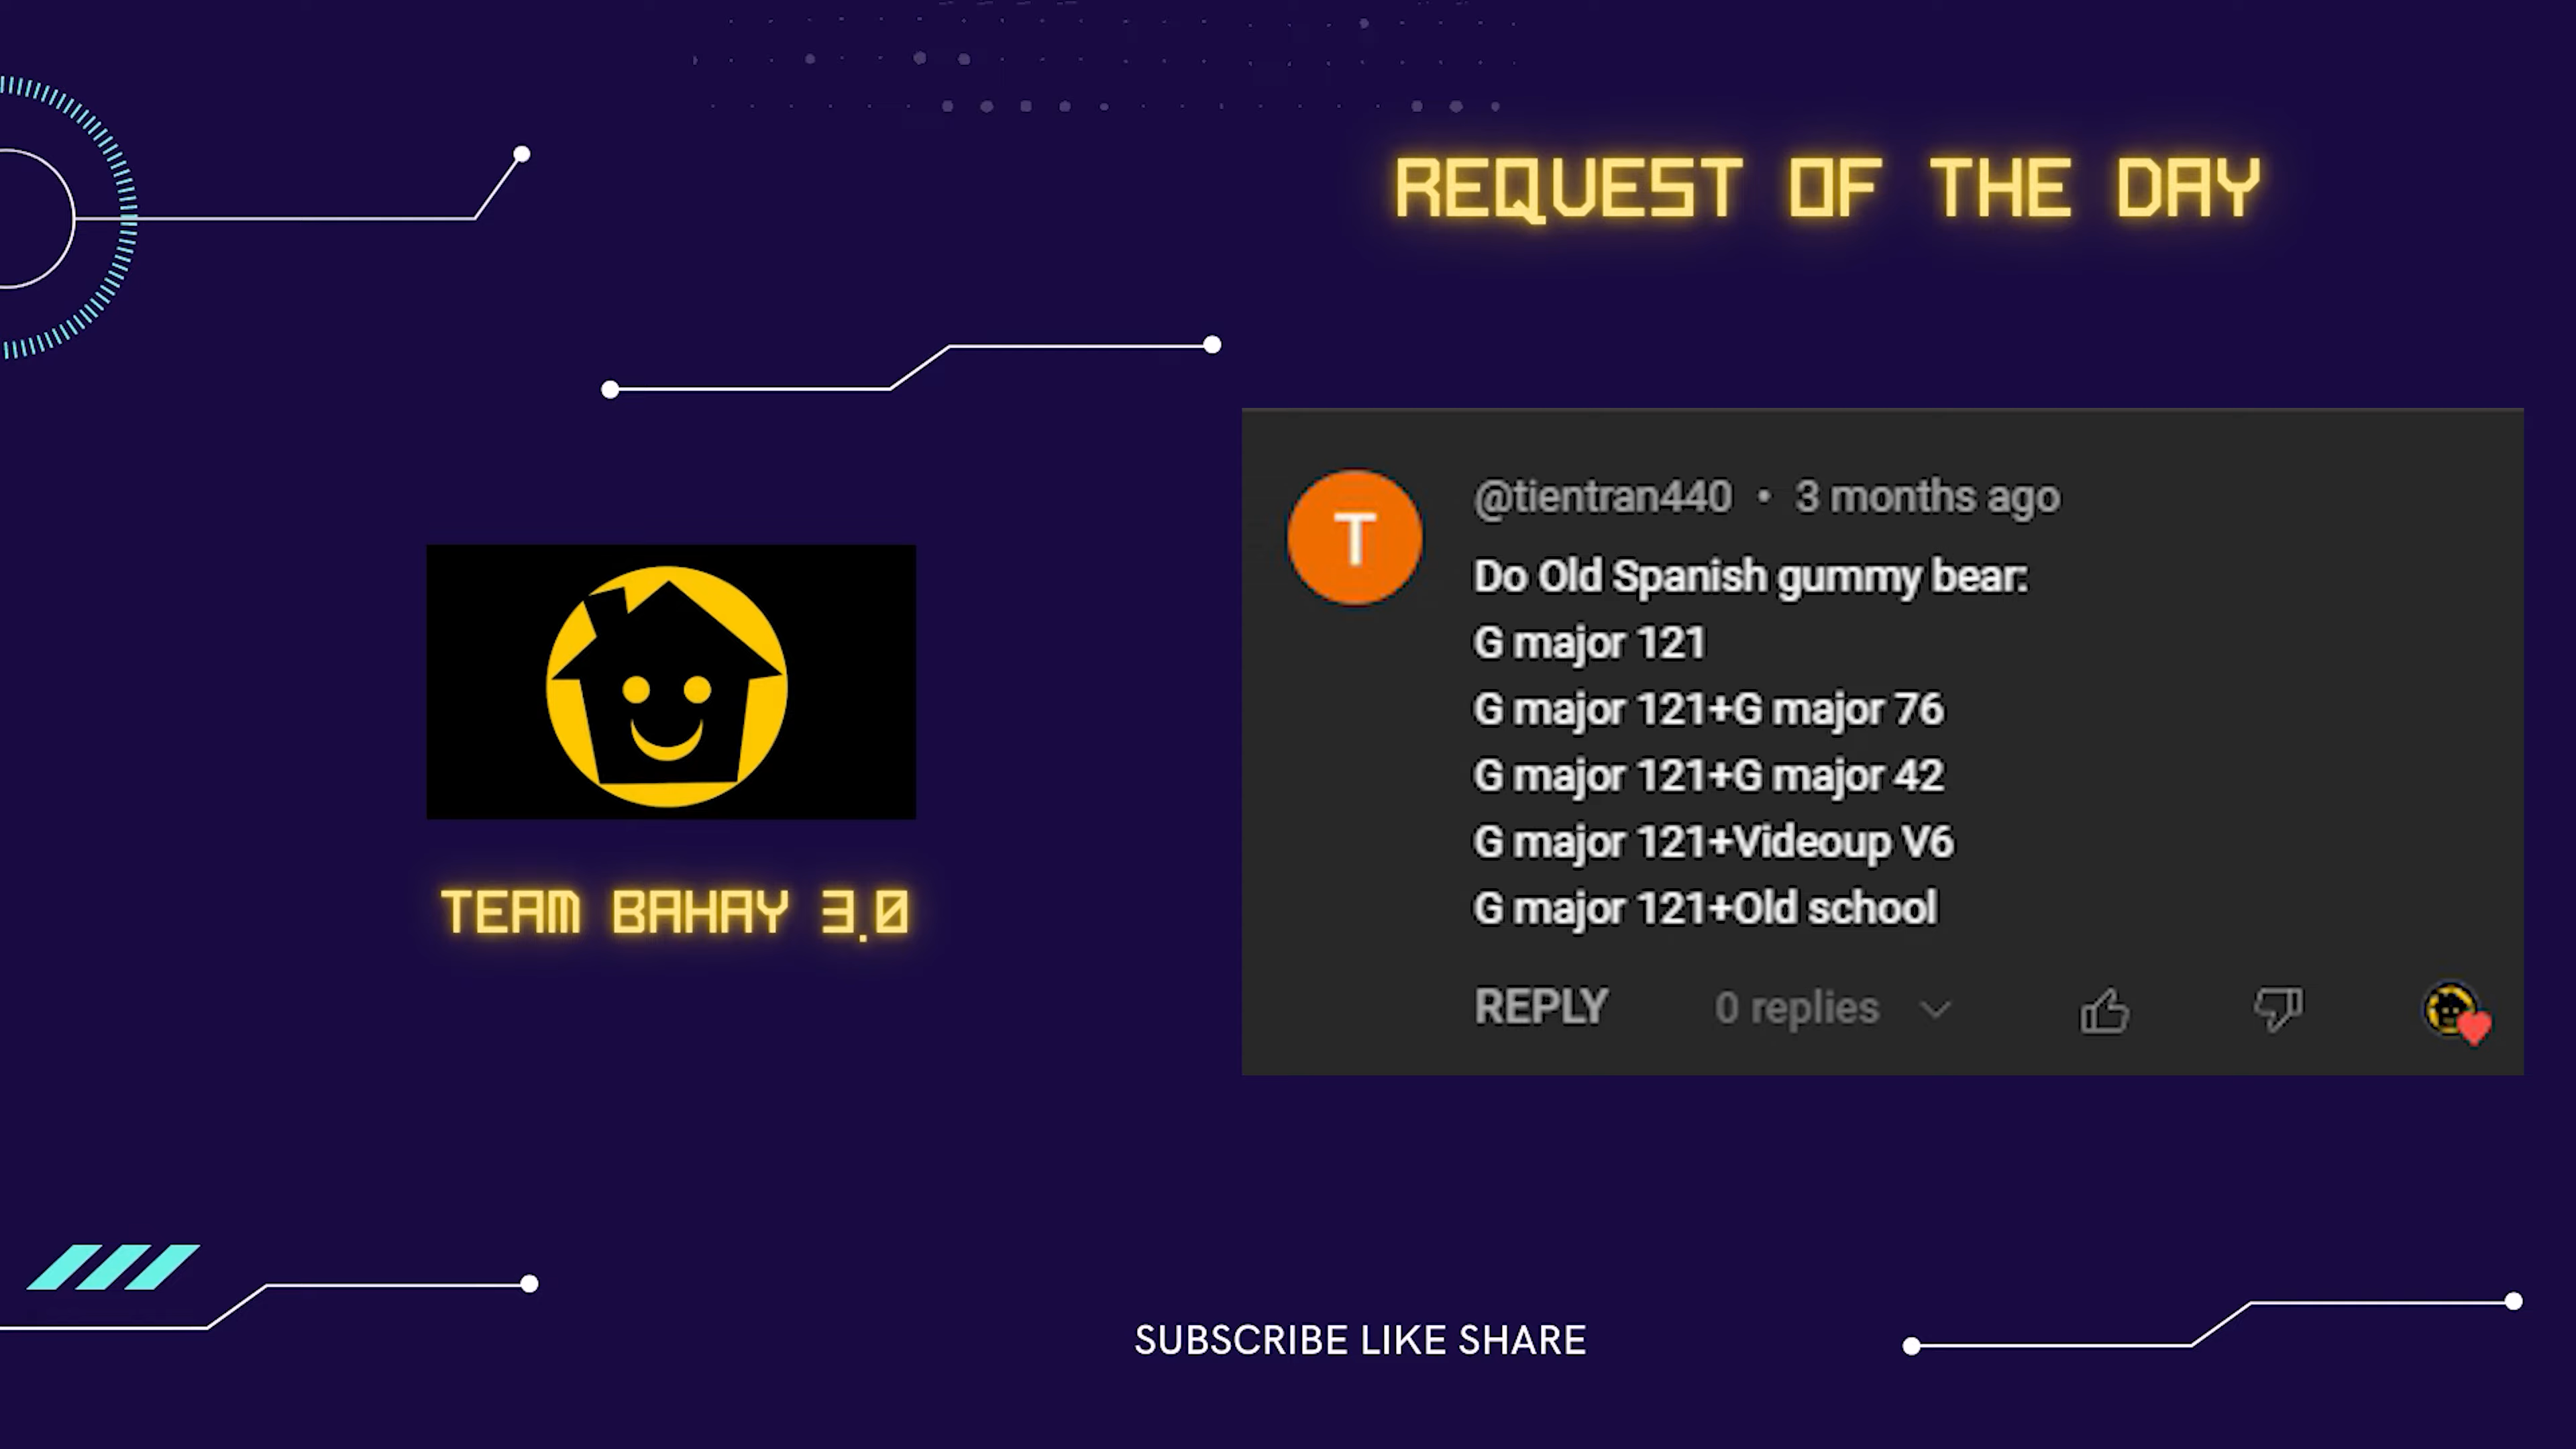 REQUEST OF THE DAY
T
@tientran440 • 3 months ago
Do Old Spanish gummy bear:
G major 121
G major 121+G major 76
G major 121+G major 42
G major 121+Videoup V6
G major 121+Old school
REPLY 0 replies
TEAM BAHAY 3.0
SUBSCRIBE LIKE SHARE